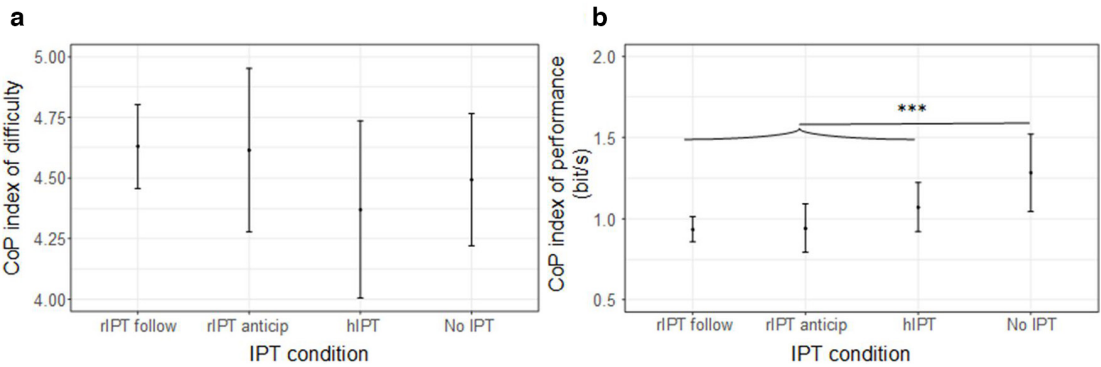 a
CoP index of difficulty
5.00
4.75
4.50
4.25
4.00
rIPT follow rIPT anticip hIPT No IPT
IPT condition
b
CoP index of performance
(bit/s)
2.0
1.5
1.0
0.5
***
rIPT follow rIPT anticip hIPT No IPT
IPT condition